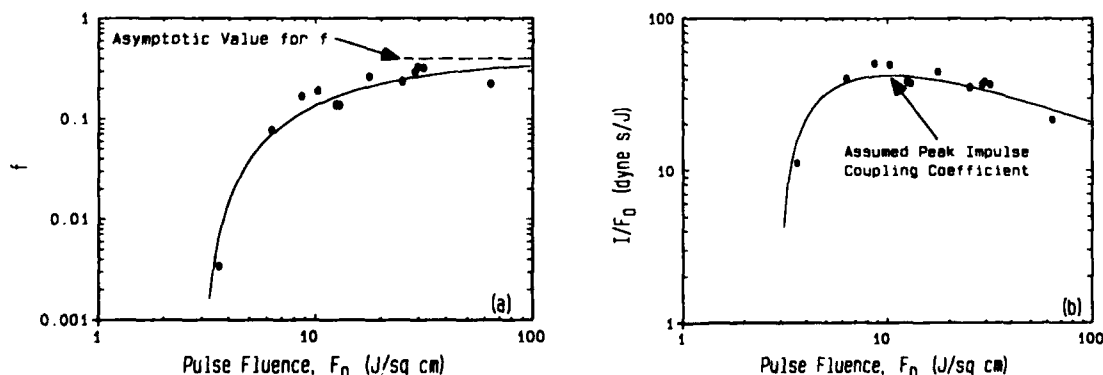 1
Asymptotic Value for f
0.1
f
0.01
0.001
(a)
1
10
100
Pulse Fluence, F₀ (J/sq cm)
100
I/F₀ (dyne s/J)
10
Assumed Peak Impulse
Coupling Coefficient
1
(b)
1
10
100
Pulse Fluence, F₀ (J/sq cm)